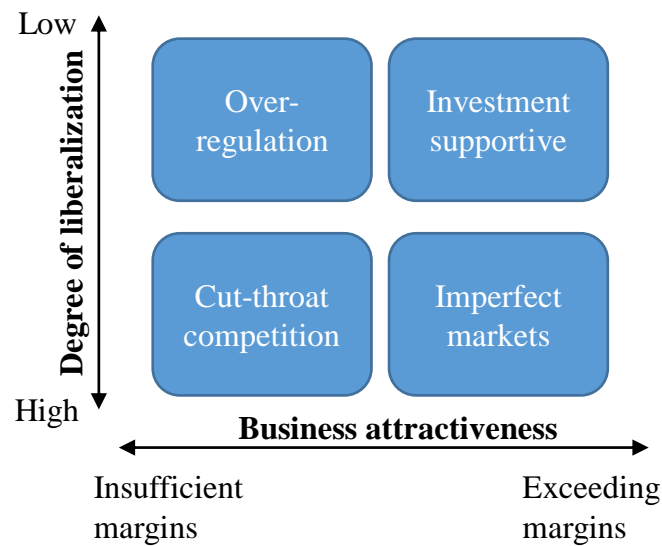 Low
Over-
regulation
Investment
supportive
Degree of liberalization
Cut-throat
competition
Imperfect
markets
High
Business attractiveness
Insufficient
margins
Exceeding
margins